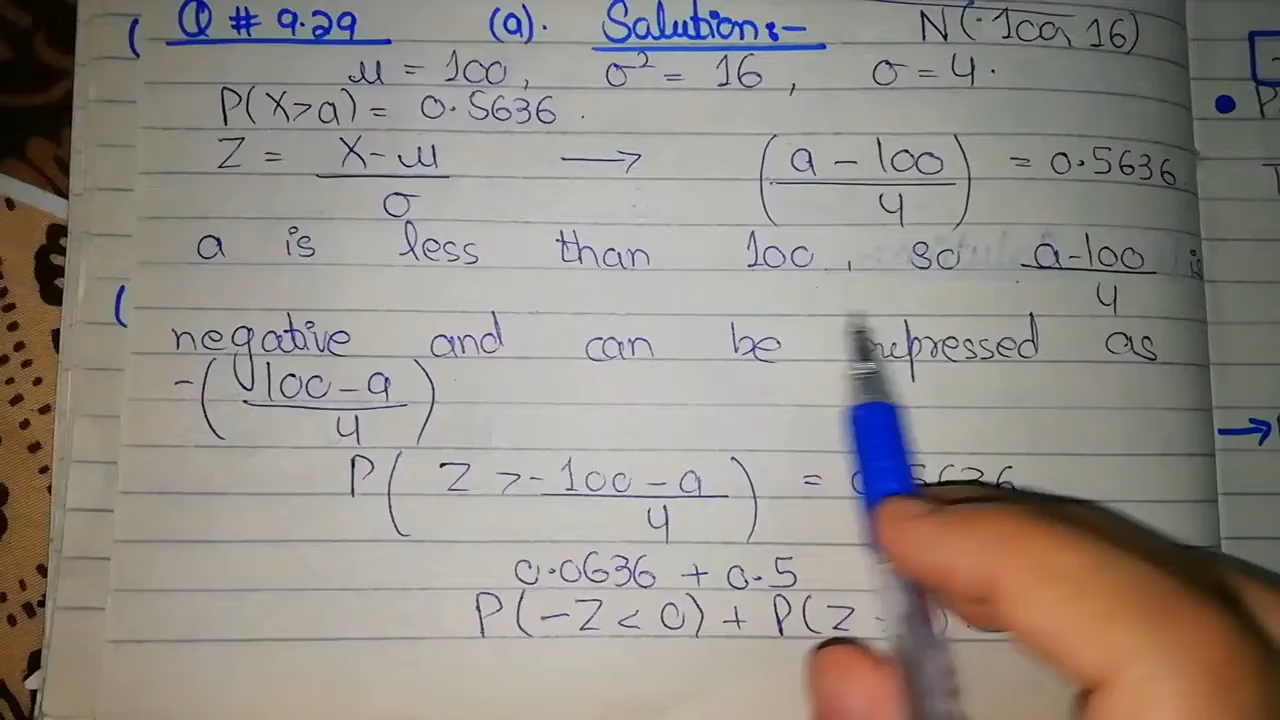 Q # 9.29 (a). Solution:- N(100, 16)
μ = 100, σ² = 16, σ = 4.
P(X>a) = 0.5636.
Z = X-μ / σ → (a - 100 / 4) = 0.5636
a is less than 100, so a-100 / 4 is
negative and can be expressed as
-(100-a / 4)
P( Z > - 100-a / 4 ) =
0.0636 + 0.5
P(-Z < 0) + P(Z